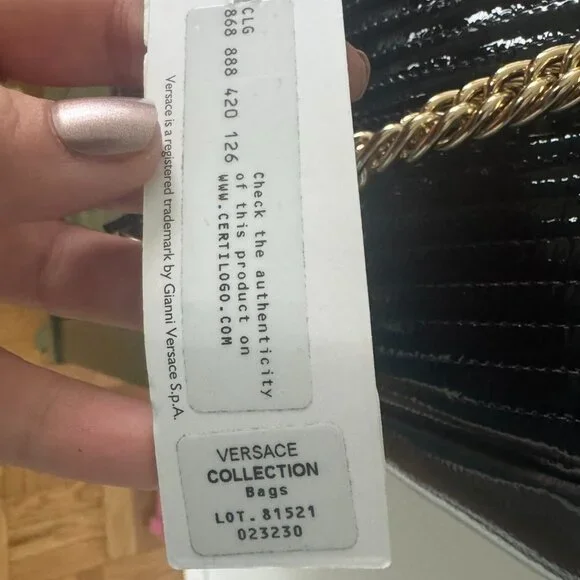 CLG
868 888 420 126
Check the authenticity
of this product on
WWW.CERTILOGO.COM
Versace is a registered trademark by Gianni Versace S.p.A.
VERSACE
COLLECTION
Bags
LOT. 81521
023230